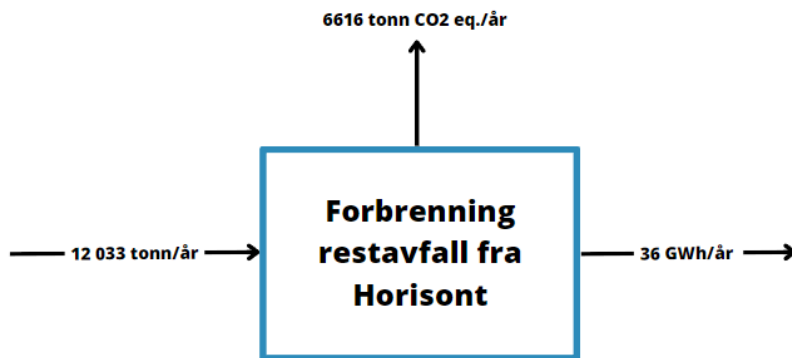 6616 tonn CO2 eq./år
Forbrenning
restavfall fra
Horisont
12 033 tonn/år
36 GWh/år